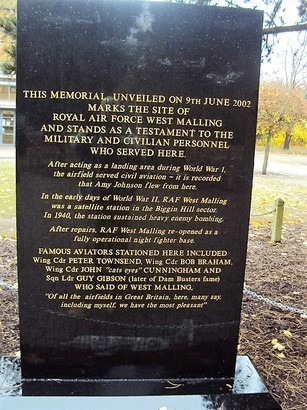 THIS MEMORIAL, UNVEILED ON 9TH JUNE 2002
MARKS THE SITE OF
ROYAL AIR FORCE WEST MALLING
AND STANDS AS A TESTAMENT TO THE
MILITARY AND CIVILIAN PERSONNEL
WHO SERVED HERE.
After acting as a landing area during World War I,
the airfield served civil aviation ~ it is recorded
that Amy Johnson flew from here.
In the early days of World War II, RAF West Malling
was a satellite station in the Biggin Hill sector.
In 1940, the station sustained heavy enemy bombing.
After repairs, RAF West Malling re-opened as a
fully operational night fighter base.
FAMOUS AVIATORS STATIONED HERE INCLUDED
Wing Cdr PETER TOWNSEND, Wing Cdr BOB BRAHAM,
Wing Cdr JOHN "cats eyes" CUNNINGHAM AND
Sqn Ldr GUY GIBSON (later of Dam Busters fame)
WHO SAID OF WEST MALLING,
"Of all the airfields in Great Britain, here, many say,
including myself, we have the most pleasant"